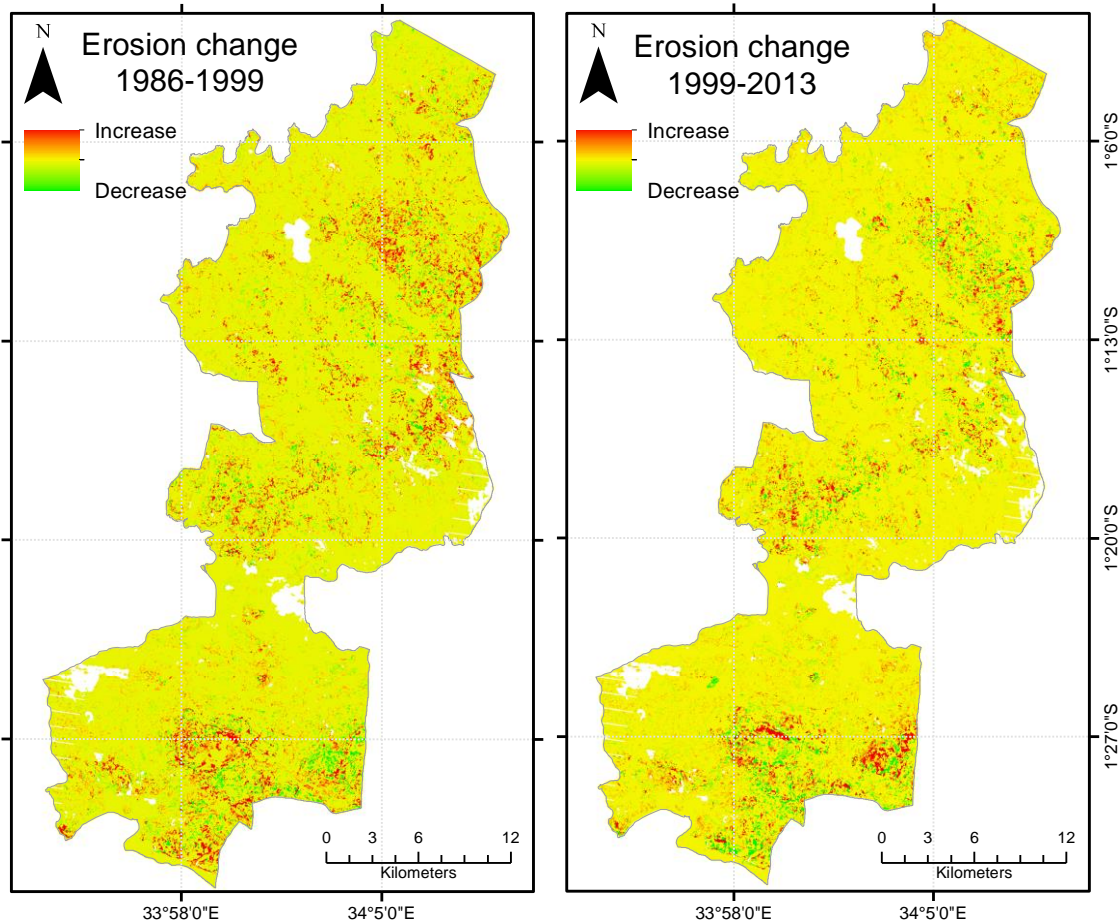 N
Erosion change
1986-1999
Increase
Decrease
0 3 6 12
Kilometers
33°58'0"E 34°5'0"E
N
Erosion change
1999-2013
Increase
Decrease
1°6'0"S
1°13'0"S
1°20'0"S
1°27'0"S
0 3 6 12
Kilometers
33°58'0"E 34°5'0"E